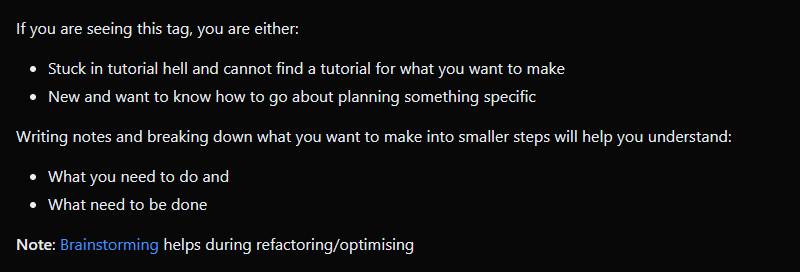 If you are seeing this tag, you are either:
• Stuck in tutorial hell and cannot find a tutorial for what you want to make
• New and want to know how to go about planning something specific
Writing notes and breaking down what you want to make into smaller steps will help you understand:
• What you need to do and
• What need to be done
Note: Brainstorming helps during refactoring/optimising